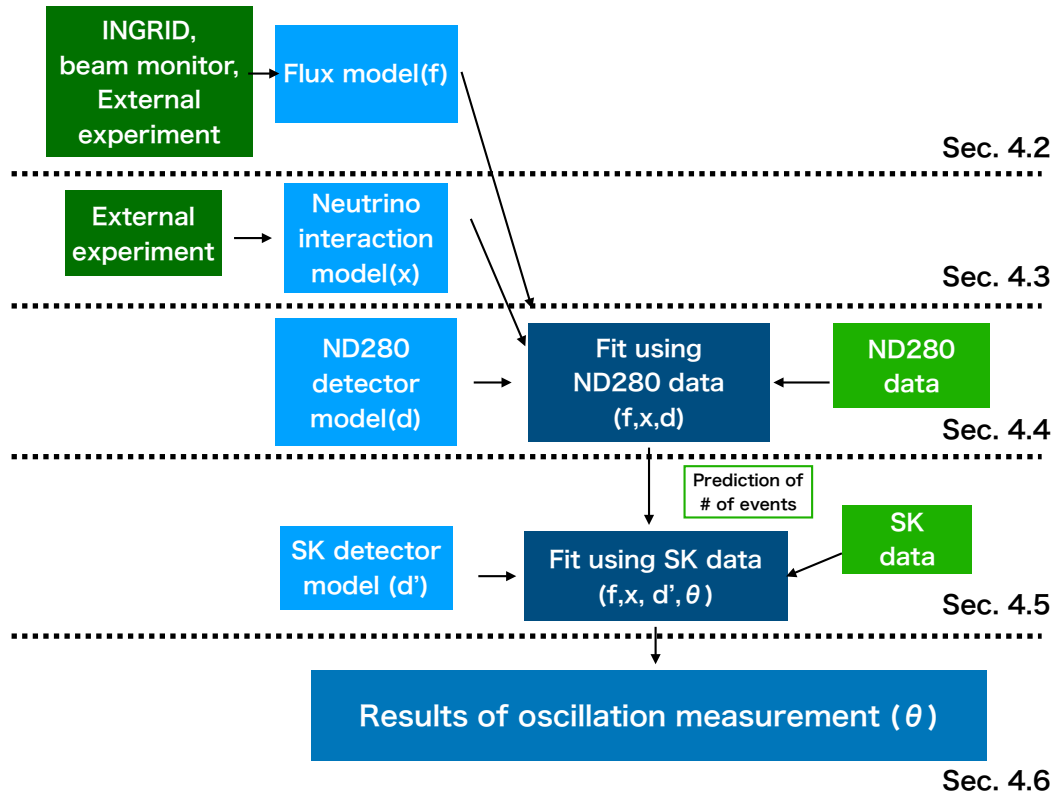 INGRID,
beam monitor,
External
experiment
Flux model(f)
Sec. 4.2
External
experiment
Neutrino
interaction
model(x)
Sec. 4.3
ND280
detector
model(d)
Fit using
ND280 data
(f,x,d)
ND280
data
Sec. 4.4
Prediction of
# of events
SK detector
model (d’)
Fit using SK data
(f,x, d’,θ)
SK
data
Sec. 4.5
Results of oscillation measurement (θ)
Sec. 4.6